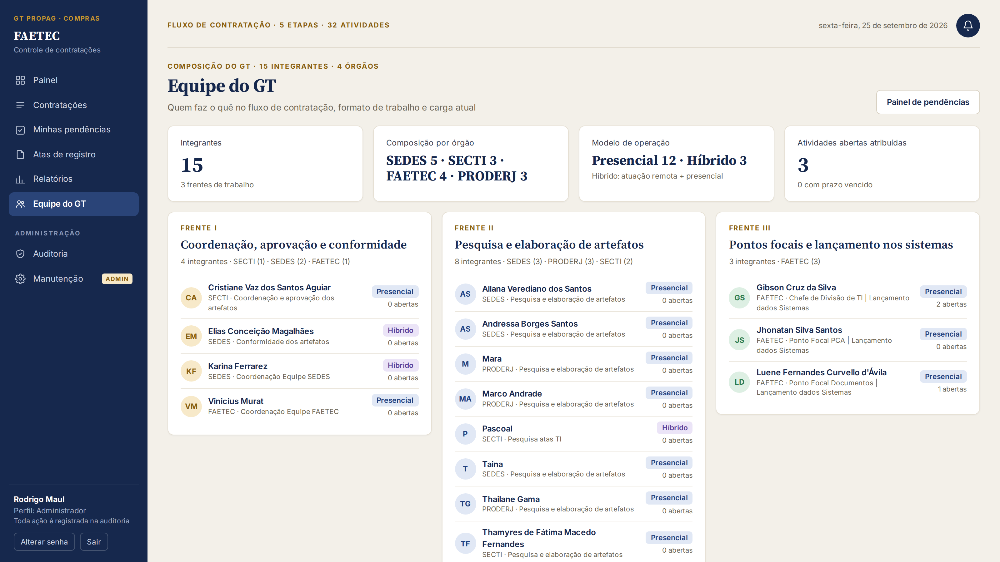 GT PROPAG · COMPRAS
FAETEC
Controle de contratações
Painel
Contratações
Minhas pendências
Atas de registro
Relatórios
Equipe do GT
ADMINISTRAÇÃO
Auditoria
Manutenção
ADMIN
Rodrigo Maul
Perfil: Administrador
Toda ação é registrada na auditoria
Alterar senha
Sair
FLUXO DE CONTRATAÇÃO · 5 ETAPAS · 32 ATIVIDADES
sexta-feira, 25 de setembro de 2026
COMPOSIÇÃO DO GT · 15 INTEGRANTES · 4 ÓRGÃOS
Equipe do GT
Quem faz o quê no fluxo de contratação, formato de trabalho e carga atual
Painel de pendências
Integrantes
15
3 frentes de trabalho
Composição por órgão
SEDES 5 · SECTI 3 ·
FAETEC 4 · PRODERJ 3
Modelo de operação
Presencial 12 · Híbrido 3
Híbrido: atuação remota + presencial
Atividades abertas atribuídas
3
0 com prazo vencido
FRENTE I
Coordenação, aprovação e conformidade
4 integrantes · SECTI (1) · SEDES (2) · FAETEC (1)
CA
Cristiane Vaz dos Santos Aguiar
SECTI · Coordenação e aprovação dos
artefatos
Presencial
0 abertas
EM
Elias Conceição Magalhães
SEDES · Conformidade dos artefatos
Híbrido
0 abertas
KF
Karina Ferrarez
SEDES · Coordenação Equipe SEDES
Híbrido
0 abertas
VM
Vinicius Murat
FAETEC · Coordenação Equipe FAETEC
Presencial
0 abertas
FRENTE II
Pesquisa e elaboração de artefatos
8 integrantes · SEDES (3) · PRODERJ (3) · SECTI (2)
AS
Allana Verediano dos Santos
SEDES · Pesquisa e elaboração de artefatos
Presencial
0 abertas
AS
Andressa Borges Santos
SEDES · Pesquisa e elaboração de artefatos
Presencial
0 abertas
M
Mara
PRODERJ · Pesquisa e elaboração de artefatos
Presencial
0 abertas
MA
Marco Andrade
PRODERJ · Pesquisa e elaboração de artefatos
Presencial
0 abertas
P
Pascoal
SECTI · Pesquisa atas TI
Híbrido
0 abertas
T
Taina
SEDES · Pesquisa e elaboração de artefatos
Presencial
0 abertas
TG
Thailane Gama
PRODERJ · Pesquisa e elaboração de artefatos
Presencial
0 abertas
TF
Thamyres de Fátima Macedo
Fernandes
SECTI · Pesquisa e elaboração de artefatos
Presencial
0 abertas
FRENTE III
Pontos focais e lançamento nos sistemas
3 integrantes · FAETEC (3)
GS
Gibson Cruz da Silva
FAETEC · Chefe de Divisão de TI | Lançamento
dados Sistemas
Presencial
2 abertas
JS
Jhonatan Silva Santos
FAETEC · Ponto Focal PCA | Lançamento
dados Sistemas
Presencial
0 abertas
LD
Luene Fernandes Curvello d'Ávila
FAETEC · Ponto Focal Documentos |
Lançamento dados Sistemas
Presencial
1 abertas